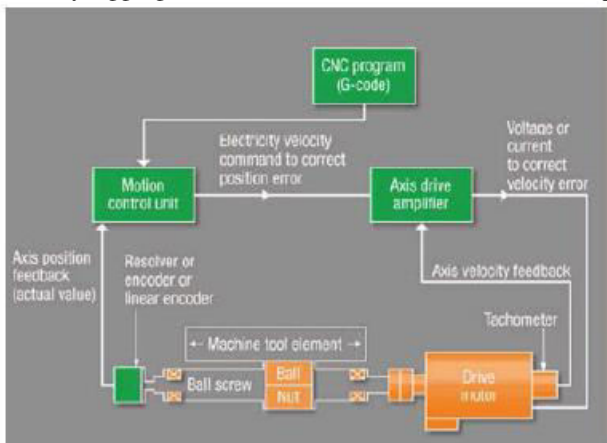 CNC program
(G-code)
Electricity velocity
command to correct
position error
Voltage or
current
to correct
velocity error
Motion
control unit
Axis drive
amplifier
Axis position
feedback
(actual value)
Resolver or
encoder or
linear encoder
Axis velocity feedback
Tachometer
Machine tool element
Ball screw
Ball
Nut
Drive
motor